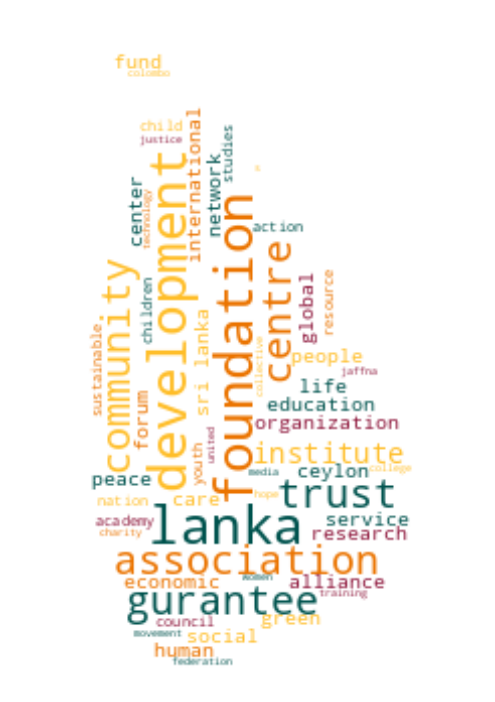 fund
colombo
child
justice
international
studies
network
development
center
technology
foundation
action
centre
community
children
global
resource
sri lanka
collective
sustainable
forum
people
jaffna
life
education
organization
united
youth
institute
peace
media
ceylon
college
nation
care
hope
trust
academy
lanka
service
charity
research
association
economic
women
alliance
training
gurantee
council
green
movement
social
human
federation